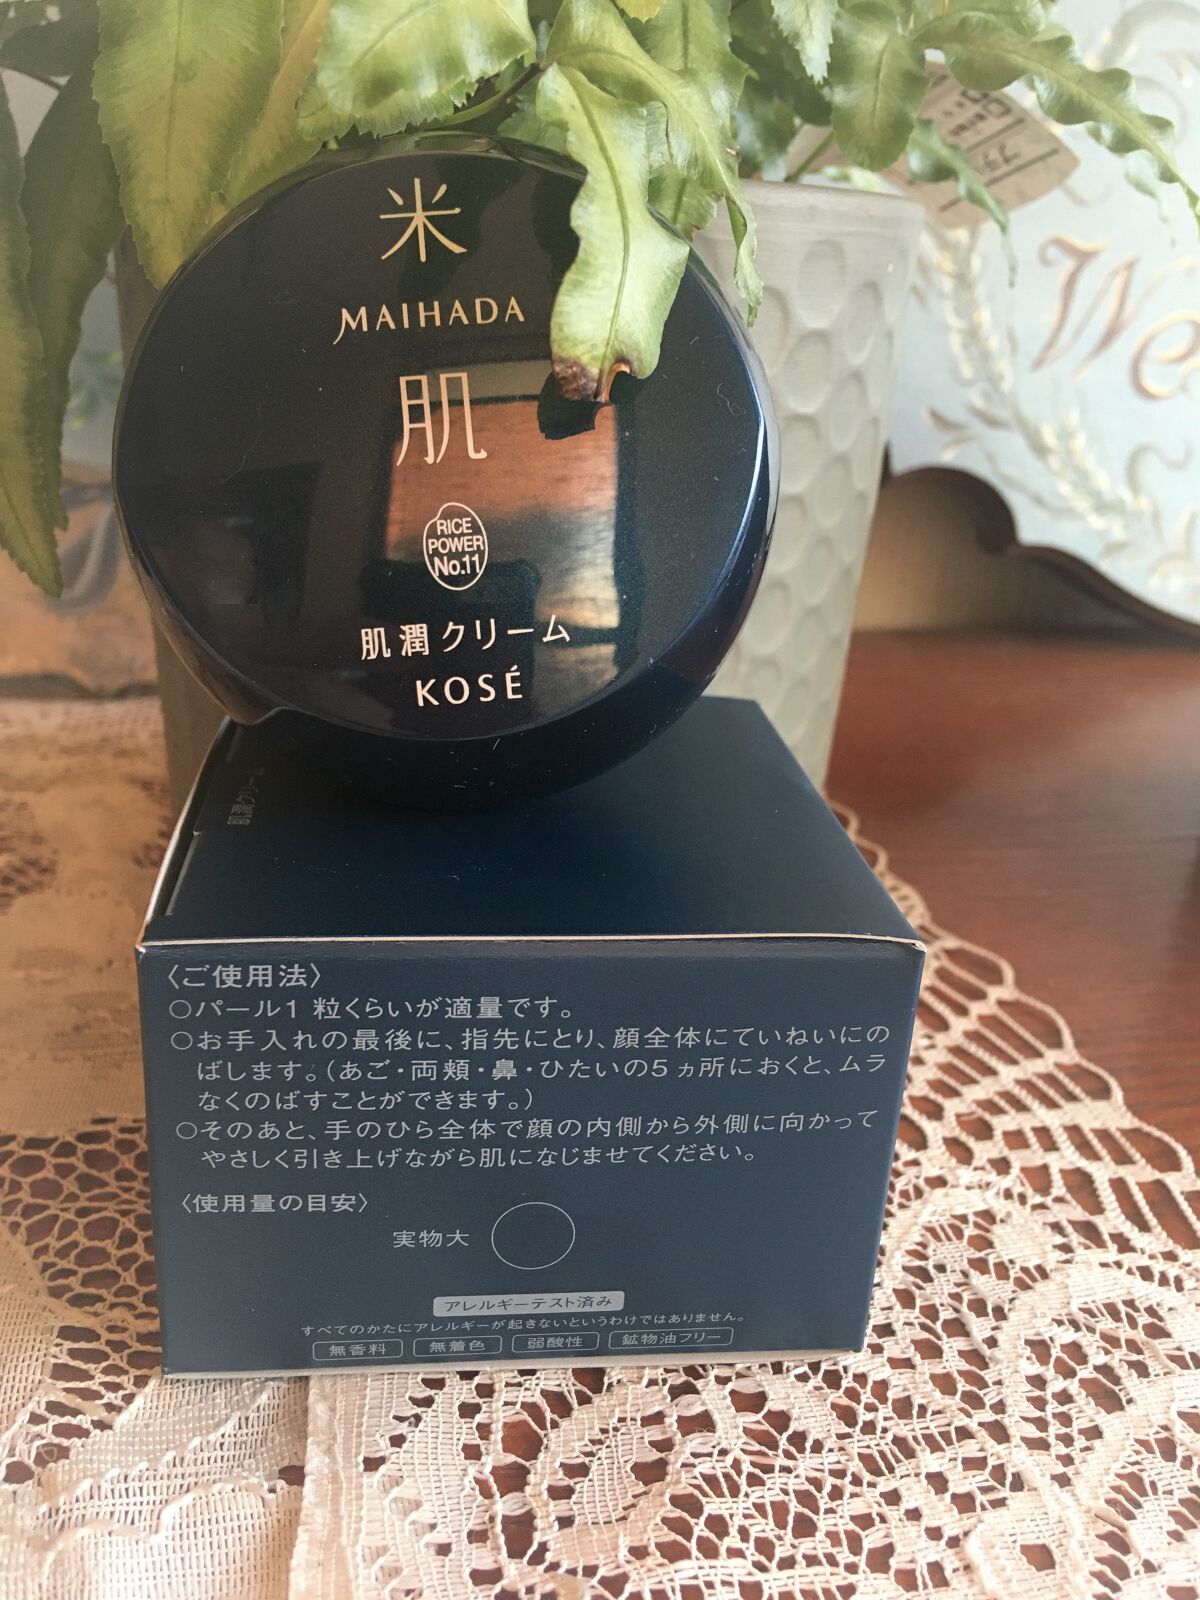 米
MAIHADA
肌
RICE
POWER
No.11
肌潤クリーム
KOSÉ
肌潤クリーム
We
〈ご使用法〉
○パール1 粒くらいが適量です。
○お手入れの最後に、指先にとり、顔全体にていねいにの
ばします。(あご・両頬・鼻・ひたいの5ヵ所におくと、ムラ
なくのばすことができます。)
○そのあと、手のひら全体で顔の内側から外側に向かって
やさしく引き上げながら肌になじませてください。
〈使用量の目安〉
実物大
アレルギーテスト済み
すべてのかたにアレルギーが起きないというわけではありません。
無香料 無着色 弱酸性 鉱物油フリー